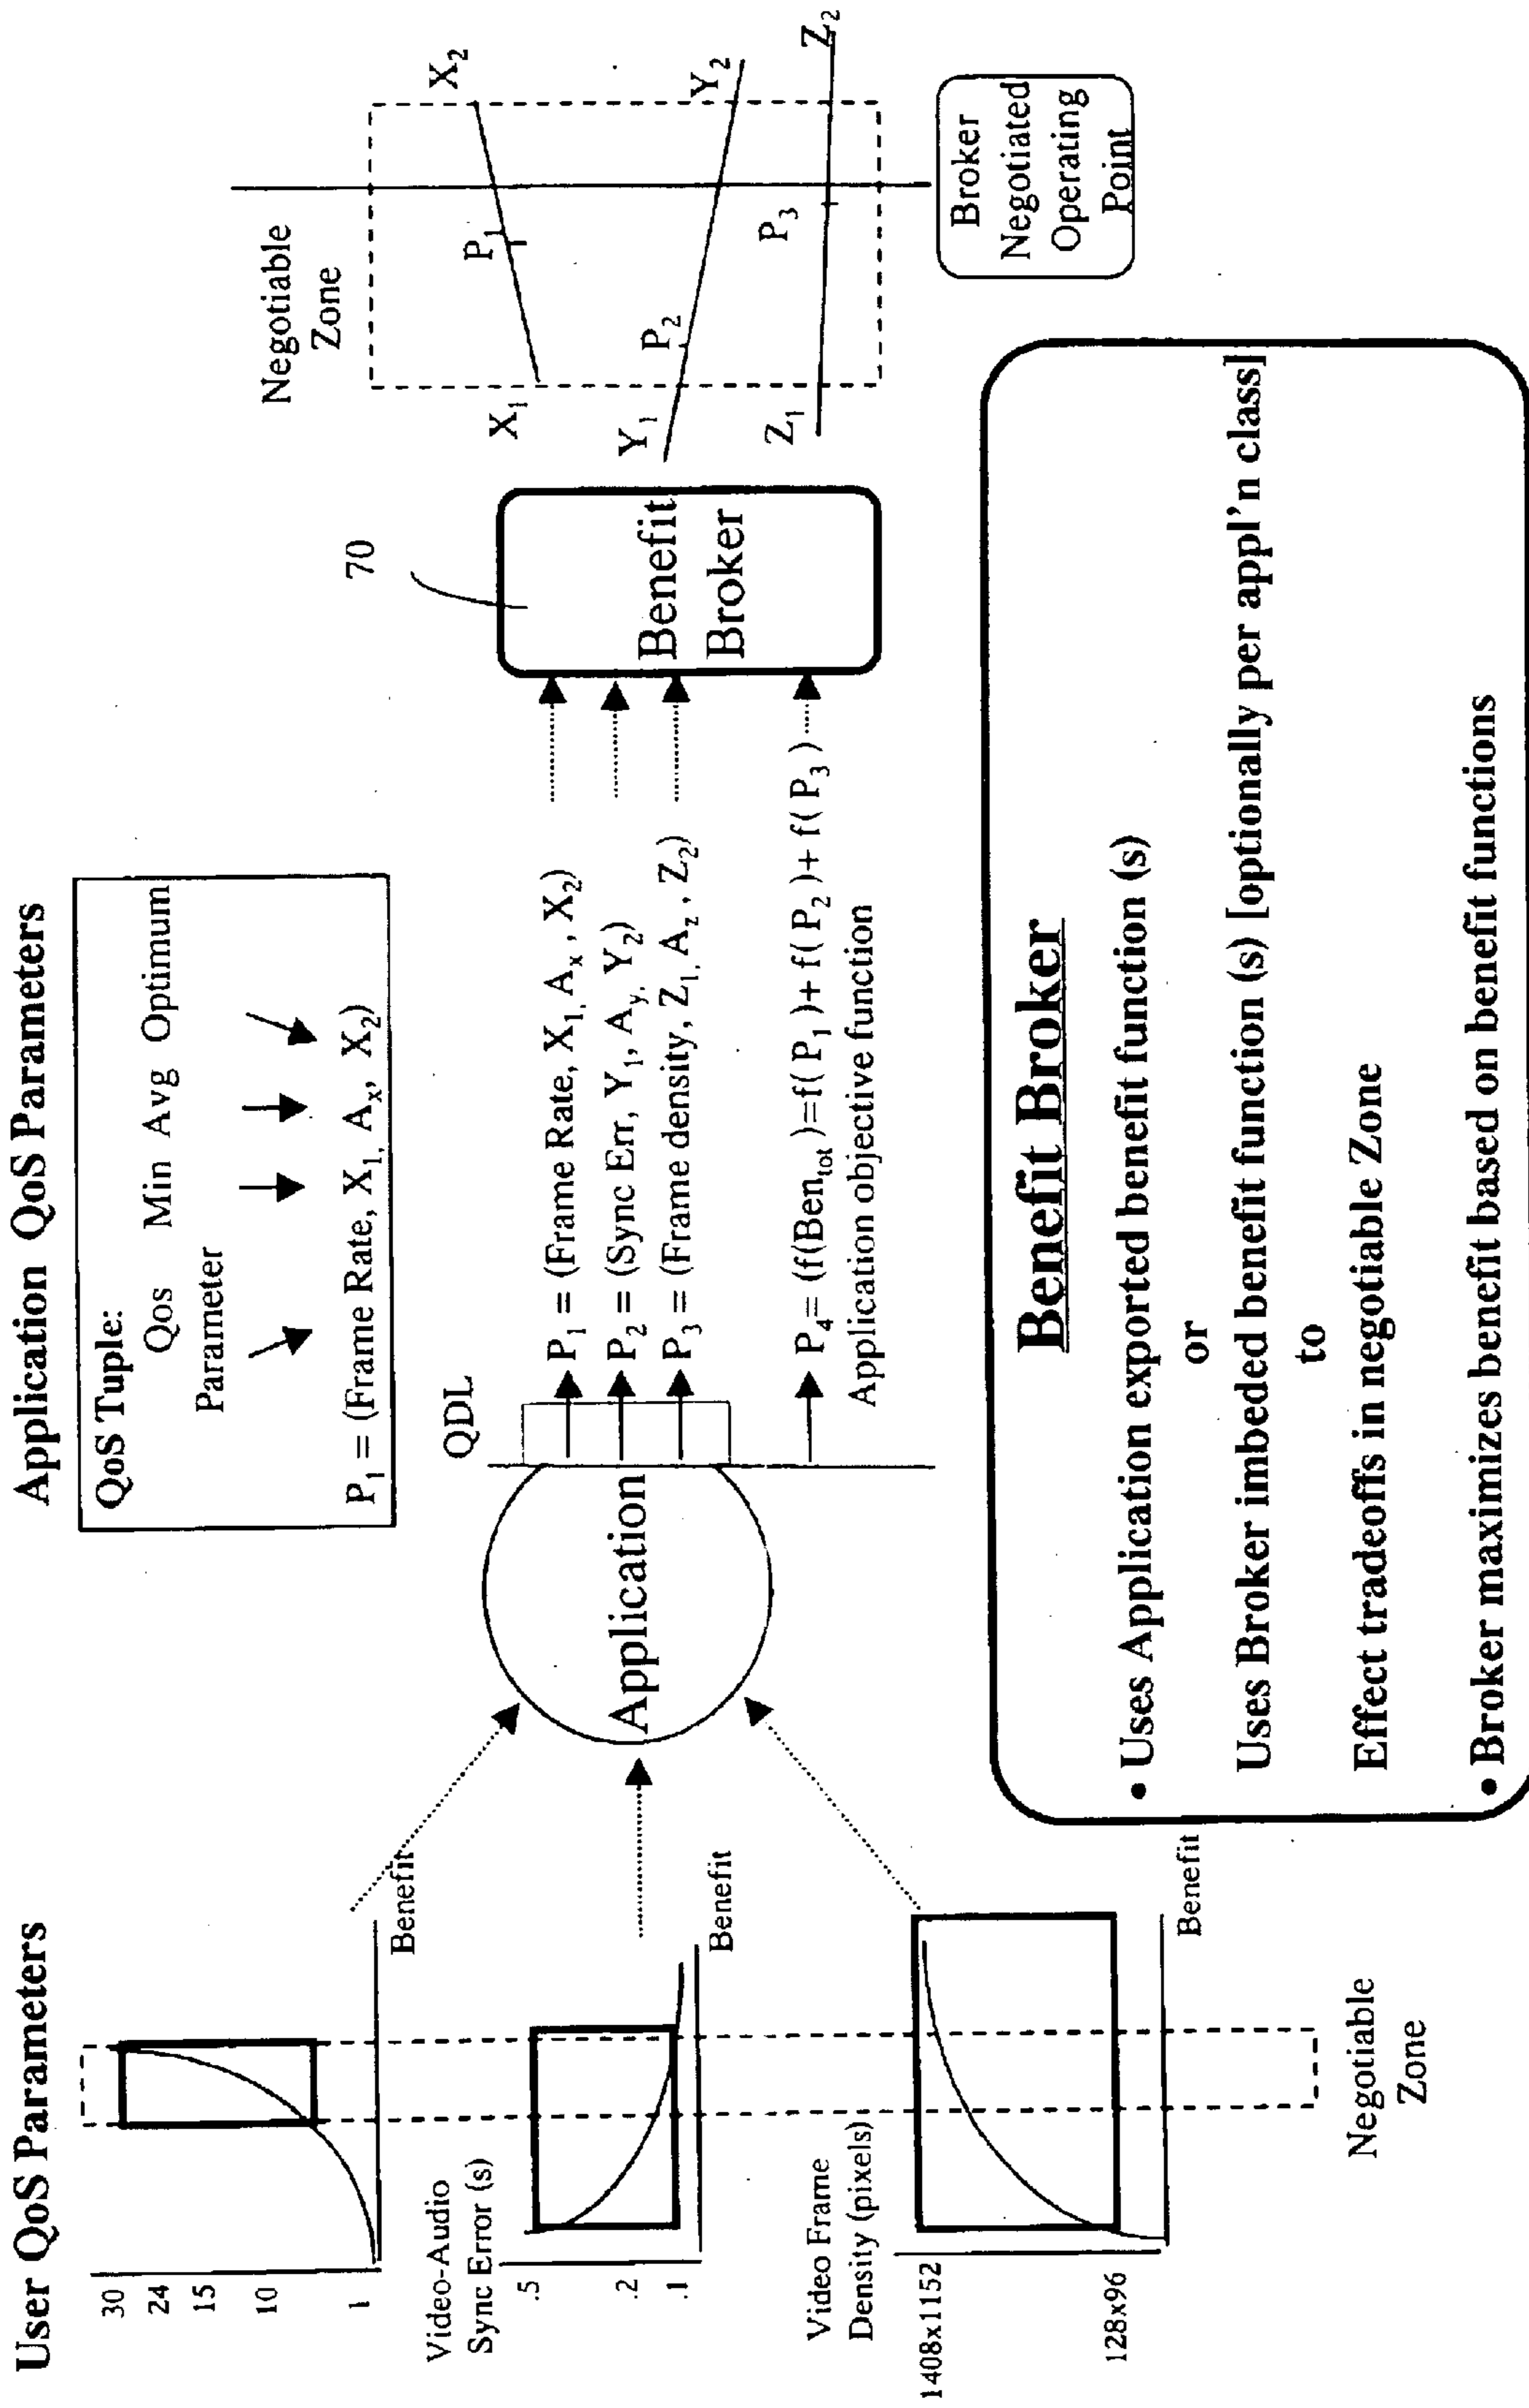 User QoS Parameters
30
24
15
10
1
Benefit
Video-Audio
Sync Error (s)
.5
.2
.1
Benefit
Video Frame
Density (pixels)
1408x1152
128x96
Benefit
Negotiable
Zone
Application QoS Parameters
QoS Tuple:
Qos Min Avg Optimum
Parameter
P₁ = (Frame Rate, X₁, Aₓ, X₂)
Application
QDL
P₁ = (Frame Rate, X₁, Aₓ, X₂)
P₂ = (Sync Err, Y₁, A_y, Y₂)
P₃ = (Frame density, Z₁, A_z, Z₂)
P₄= (f(Ben_tot)=f(P₁)+ f(P₂)+ f(P₃)
Application objective function
70
Benefit
Broker
Negotiable
Zone
X₁
P₁
X₂
Y₁
P₂
Y₂
Z₁
P₃
Z₂
Broker
Negotiated
Operating
Point
Benefit Broker
• Uses Application exported benefit function (s)
or
Uses Broker imbeded benefit function (s) [optionally per appl'n class]
to
Effect tradeoffs in negotiable Zone
• Broker maximizes benefit based on benefit functions